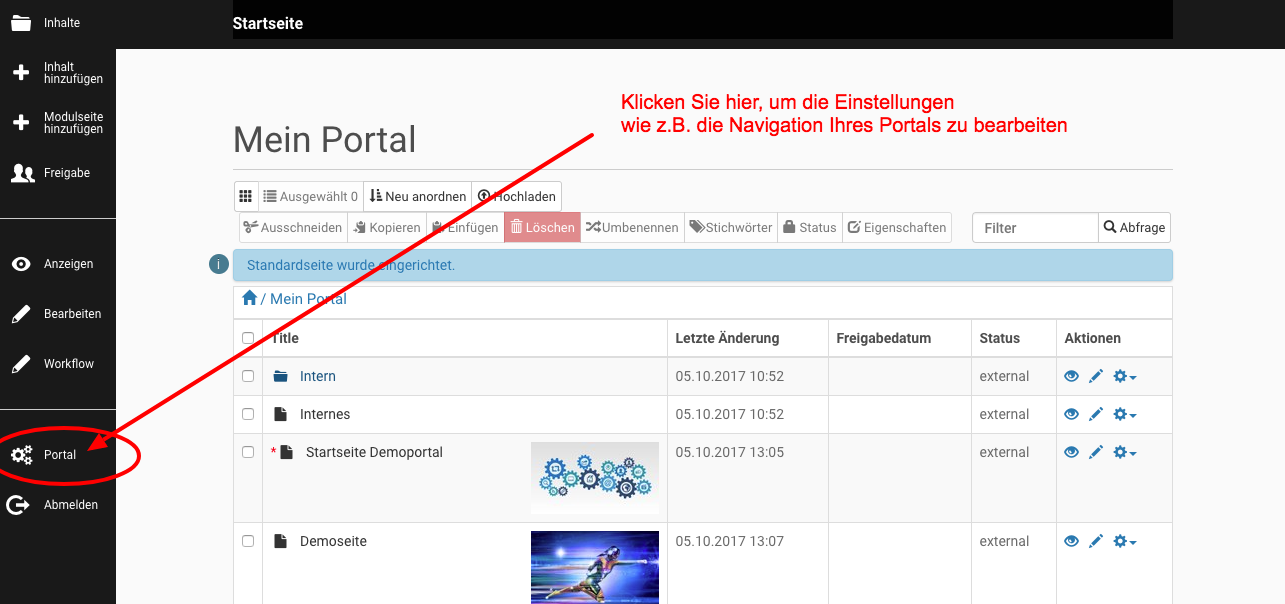 Inhalte
Startseite
Inhalt
hinzufügen
Modulseite
hinzufügen
Freigabe
Anzeigen
Bearbeiten
Workflow
Portal
Abmelden
Klicken Sie hier, um die Einstellungen
wie z.B. die Navigation Ihres Portals zu bearbeiten
Mein Portal
Ausgewählt 0 Neu anordnen Hochladen
Ausschneiden Kopieren Einfügen Löschen Umbenennen Stichwörter Status Eigenschaften Filter Abfrage
i Standardseite wurde eingerichtet.
/ Mein Portal
Title Letzte Änderung Freigabedatum Status Aktionen
Intern 05.10.2017 10:52 external
Internes 05.10.2017 10:52 external
* Startseite Demoportal 05.10.2017 13:05 external
Demoseite 05.10.2017 13:07 external